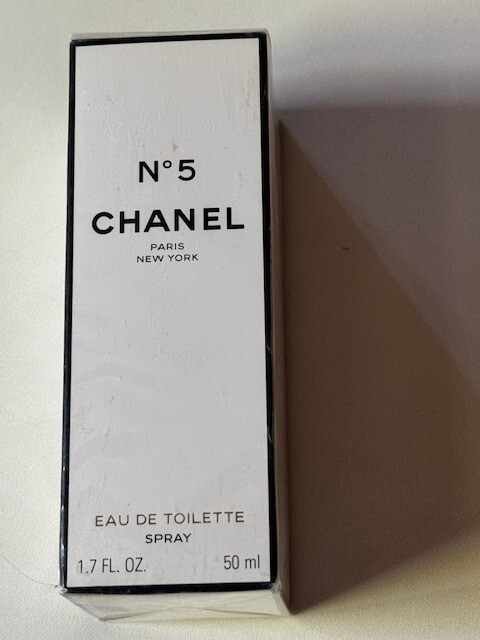 N°5
CHANEL
PARIS
NEW YORK
EAU DE TOILETTE
SPRAY
1.7 FL. OZ. 50 ml